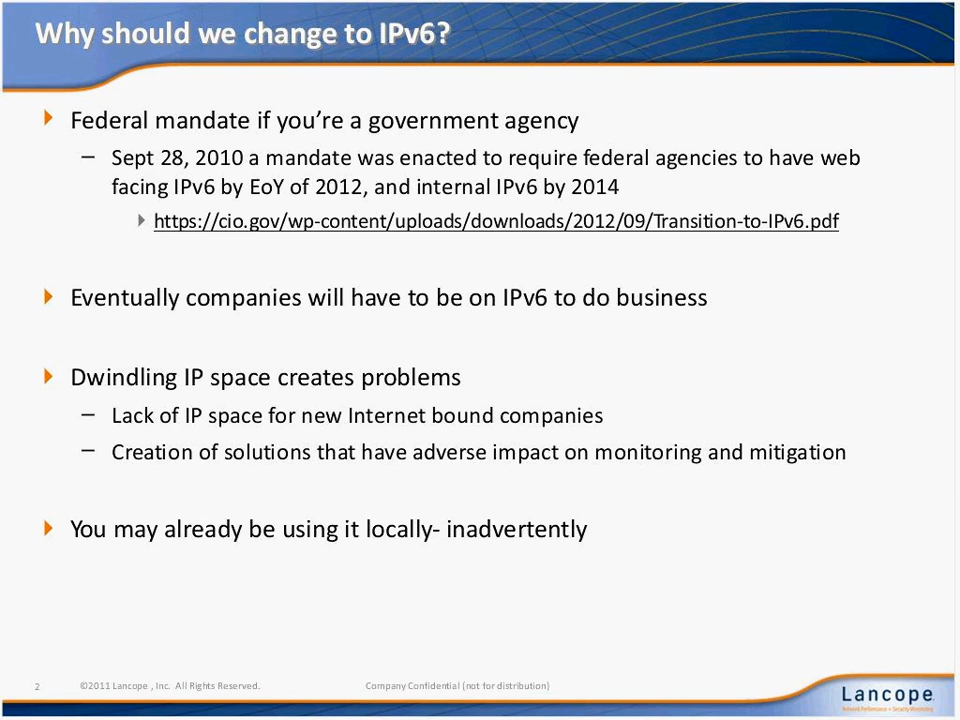 Why should we change to IPv6?
Federal mandate if you're a government agency
– Sept 28, 2010 a mandate was enacted to require federal agencies to have web
facing IPv6 by EoY of 2012, and internal IPv6 by 2014
https://cio.gov/wp-content/uploads/downloads/2012/09/Transition-to-IPv6.pdf
Eventually companies will have to be on IPv6 to do business
Dwindling IP space creates problems
– Lack of IP space for new Internet bound companies
– Creation of solutions that have adverse impact on monitoring and mitigation
You may already be using it locally- inadvertently
2 ©2011 Lancope , Inc. All Rights Reserved. Company Confidential (not for distribution)
Lancope
Network Performance + Security Monitoring